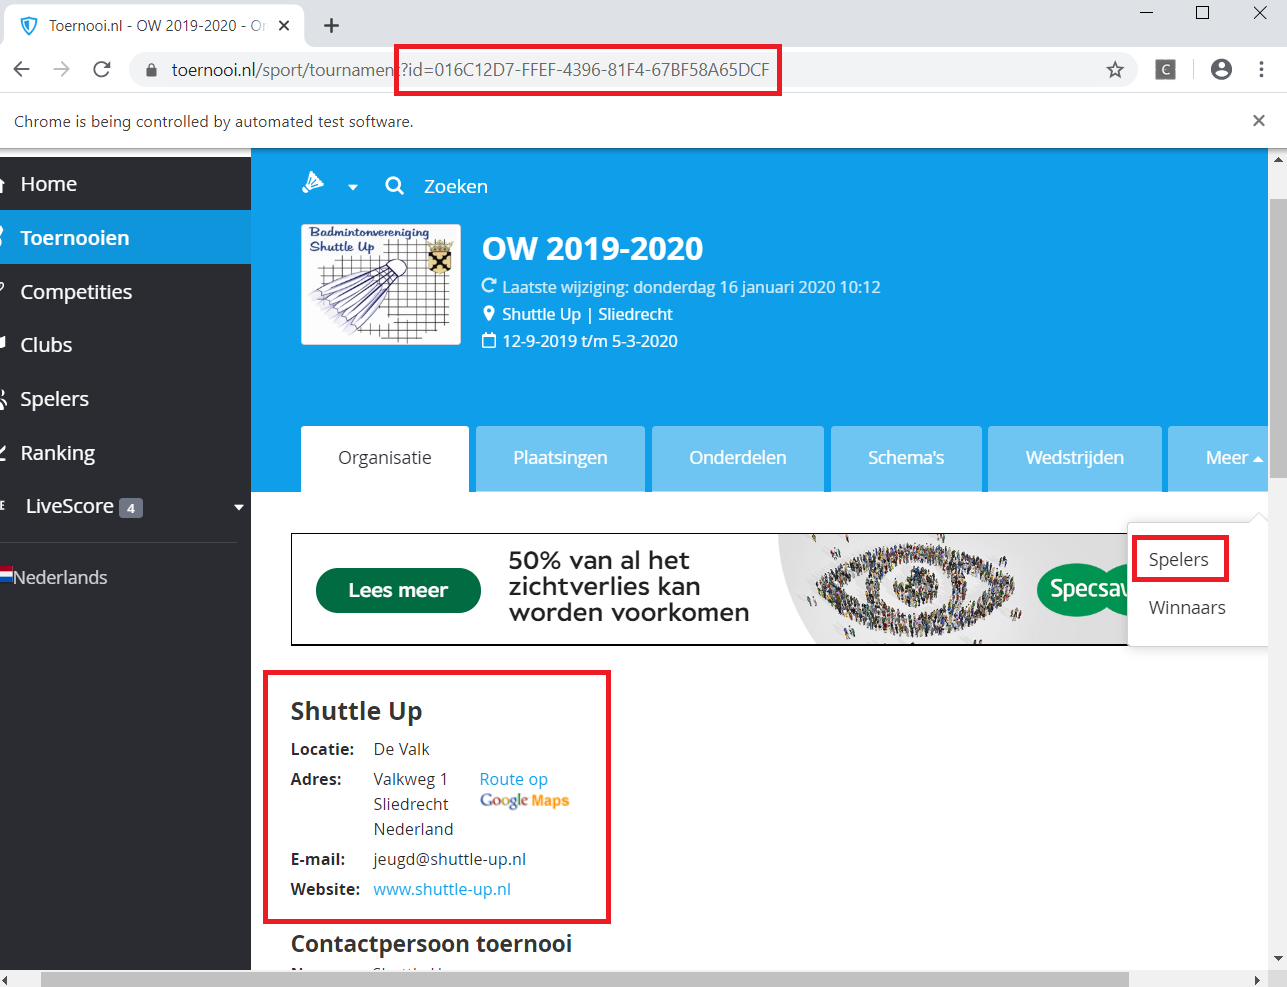 Toernooi.nl - OW 2019-2020 - On
toernooi.nl/sport/tournament?id=016C12D7-FFEF-4396-81F4-67BF58A65DCF
C
Chrome is being controlled by automated test software.
Home
Toernooien
Competities
Clubs
Spelers
Ranking
LiveScore 4
Nederlands
Zoeken
Badmintonvereniging
Shuttle Up
OW 2019-2020
Laatste wijziging: donderdag 16 januari 2020 10:12
Shuttle Up | Sliedrecht
12-9-2019 t/m 5-3-2020
Organisatie
Plaatsingen
Onderdelen
Schema's
Wedstrijden
Meer
Spelers
Winnaars
Lees meer
50% van al het
zichtverlies kan
worden voorkomen
Specsav
Shuttle Up
Locatie: De Valk
Adres: Valkweg 1 Route op
Sliedrecht Google Maps
Nederland
E-mail: jeugd@shuttle-up.nl
Website: www.shuttle-up.nl
Contactpersoon toernooi